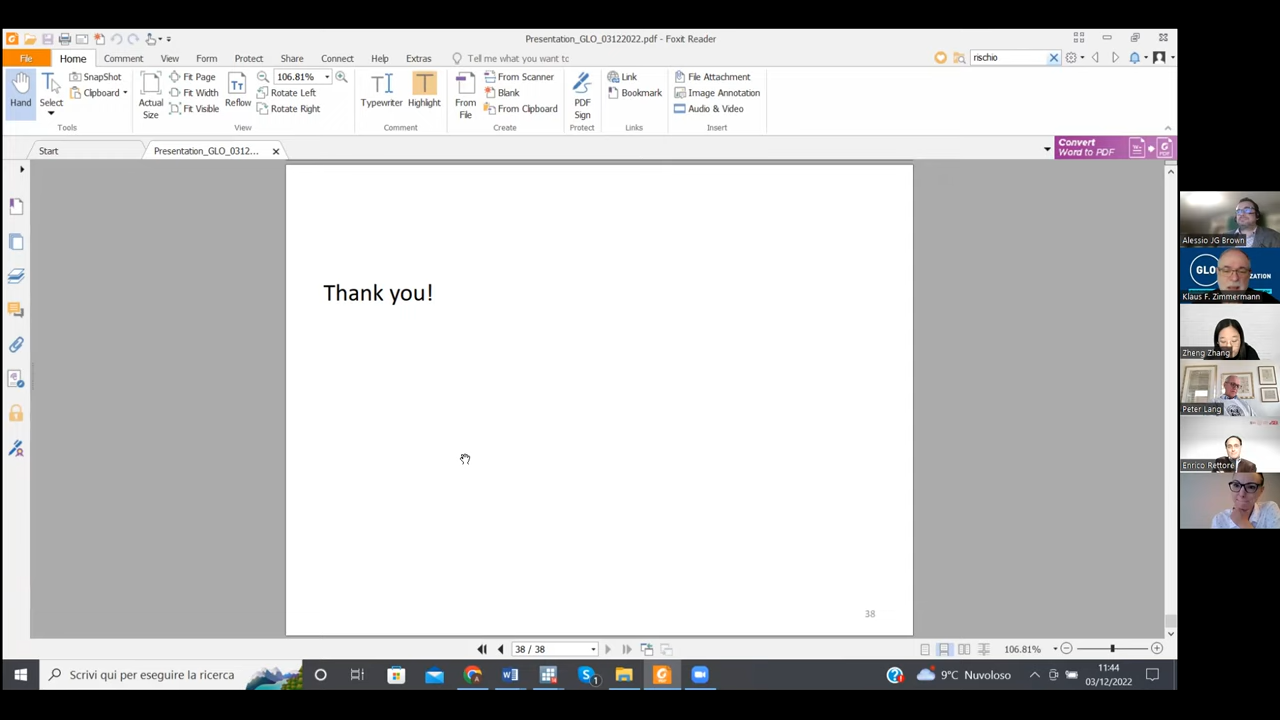 Presentation_GLO_03122022.pdf - Foxit Reader
File Home Comment View Form Protect Share Connect Help Extras Tell me what you want to rischio
Hand
Select
SnapShot
Clipboard
Tools
Actual Size
Fit Page
Fit Width
Fit Visible
Reflow
106.81%
Rotate Left
Rotate Right
View
Typewriter
Highlight
Comment
From File
From Scanner
Blank
From Clipboard
Create
PDF Sign
Protect
Link
Bookmark
Links
File Attachment
Image Annotation
Audio & Video
Insert
Start
Presentation_GLO_0312...
Convert
Word to PDF
Thank you!
38
Alessio JG Brown
GLO
IZATION
Klaus F. Zimmermann
Zheng Zhang
Peter Lang
Enrico Rettore
38 / 38
106.81%
Scrivi qui per eseguire la ricerca
1
9°C Nuvoloso
11:44
03/12/2022